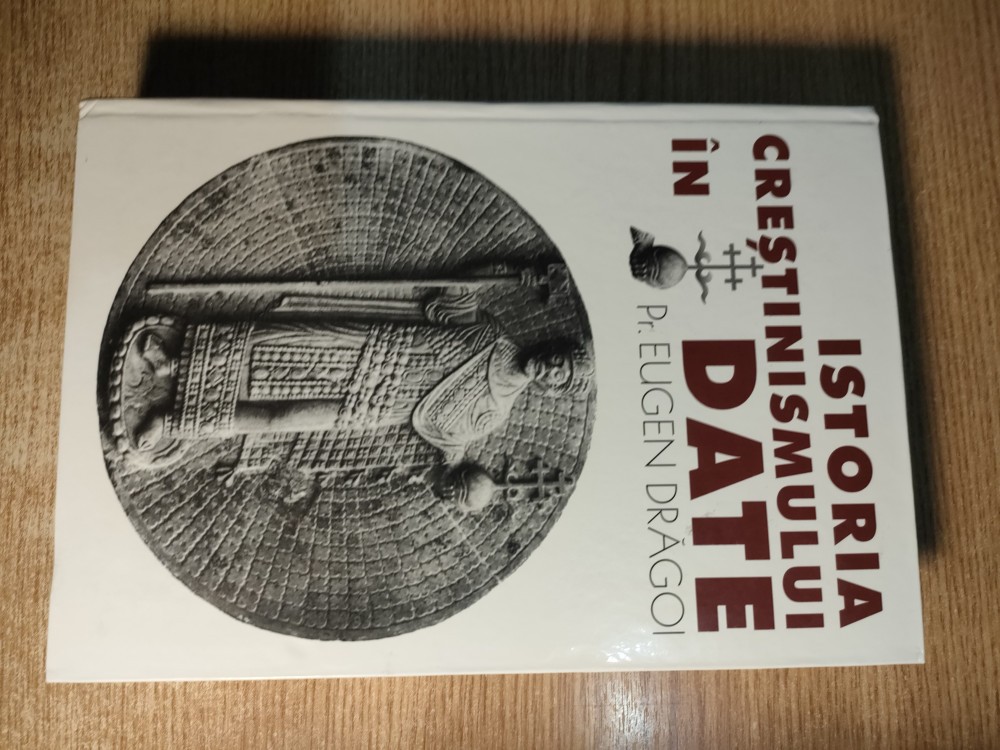 ISTORIA
CREȘTINISMULUI
ÎN DATE
Pr. EUGEN DRĂGOI